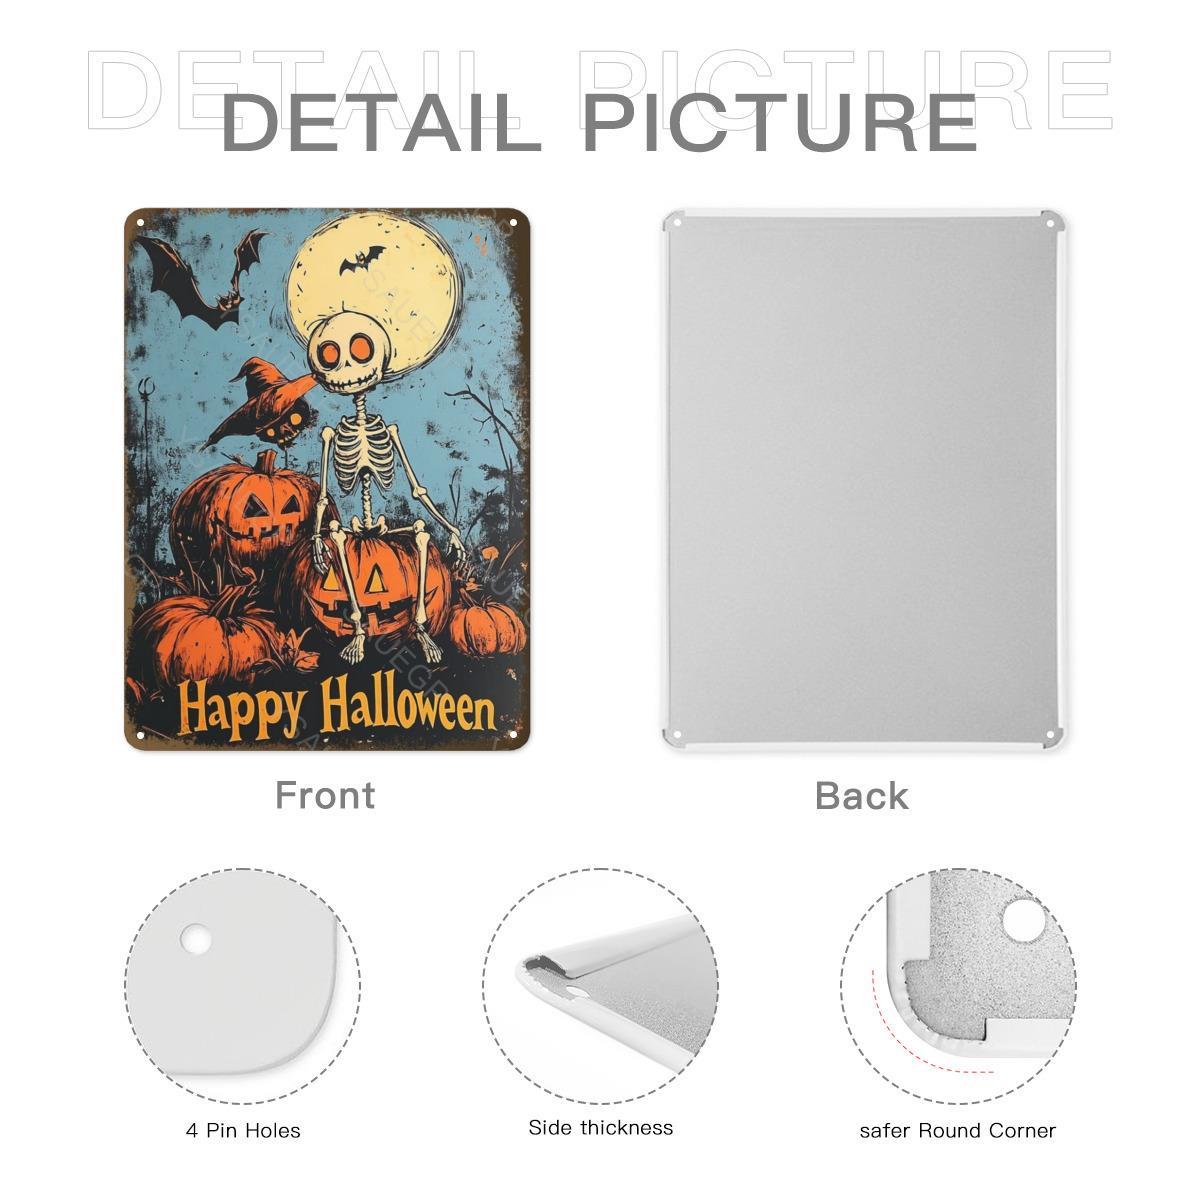 DETAIL PICTURE
DETAIL PICTURE
Happy Halloween
Front
Back
4 Pin Holes
Side thickness
safer Round Corner